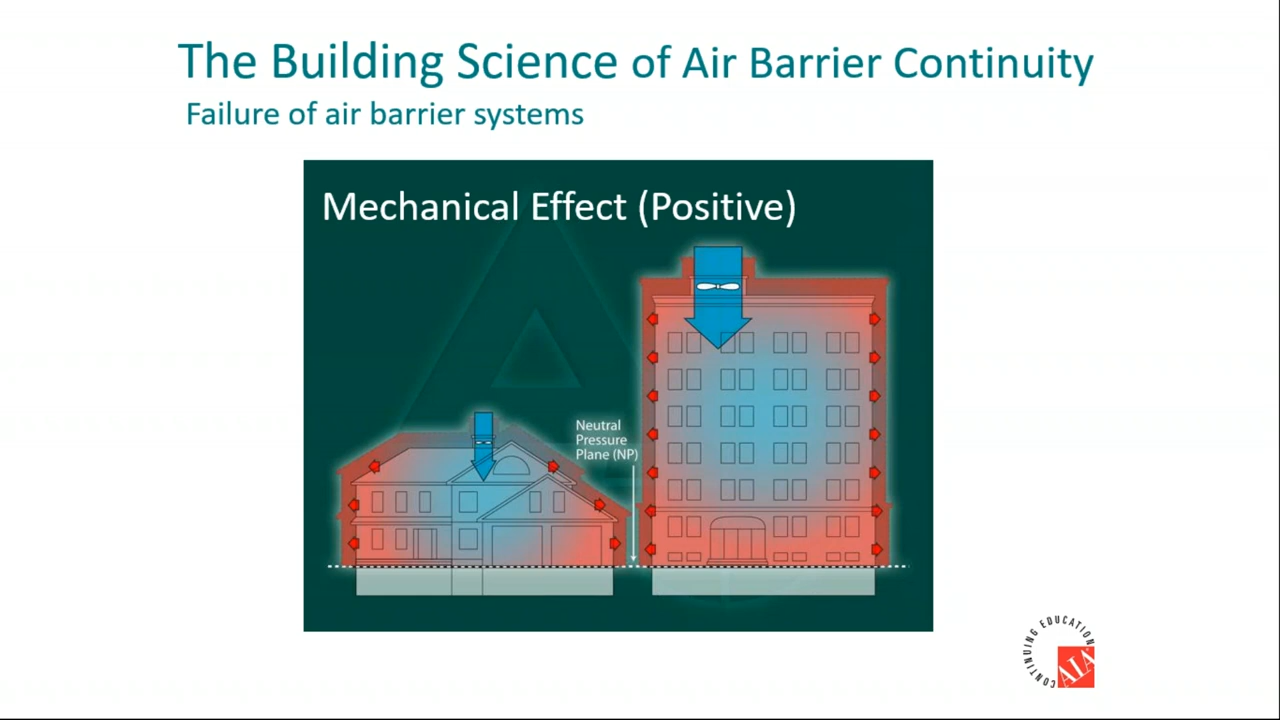 The Building Science of Air Barrier Continuity
Failure of air barrier systems
Mechanical Effect (Positive)
Neutral
Pressure
Plane (NP)
CONTINUING EDUCATION
AIA